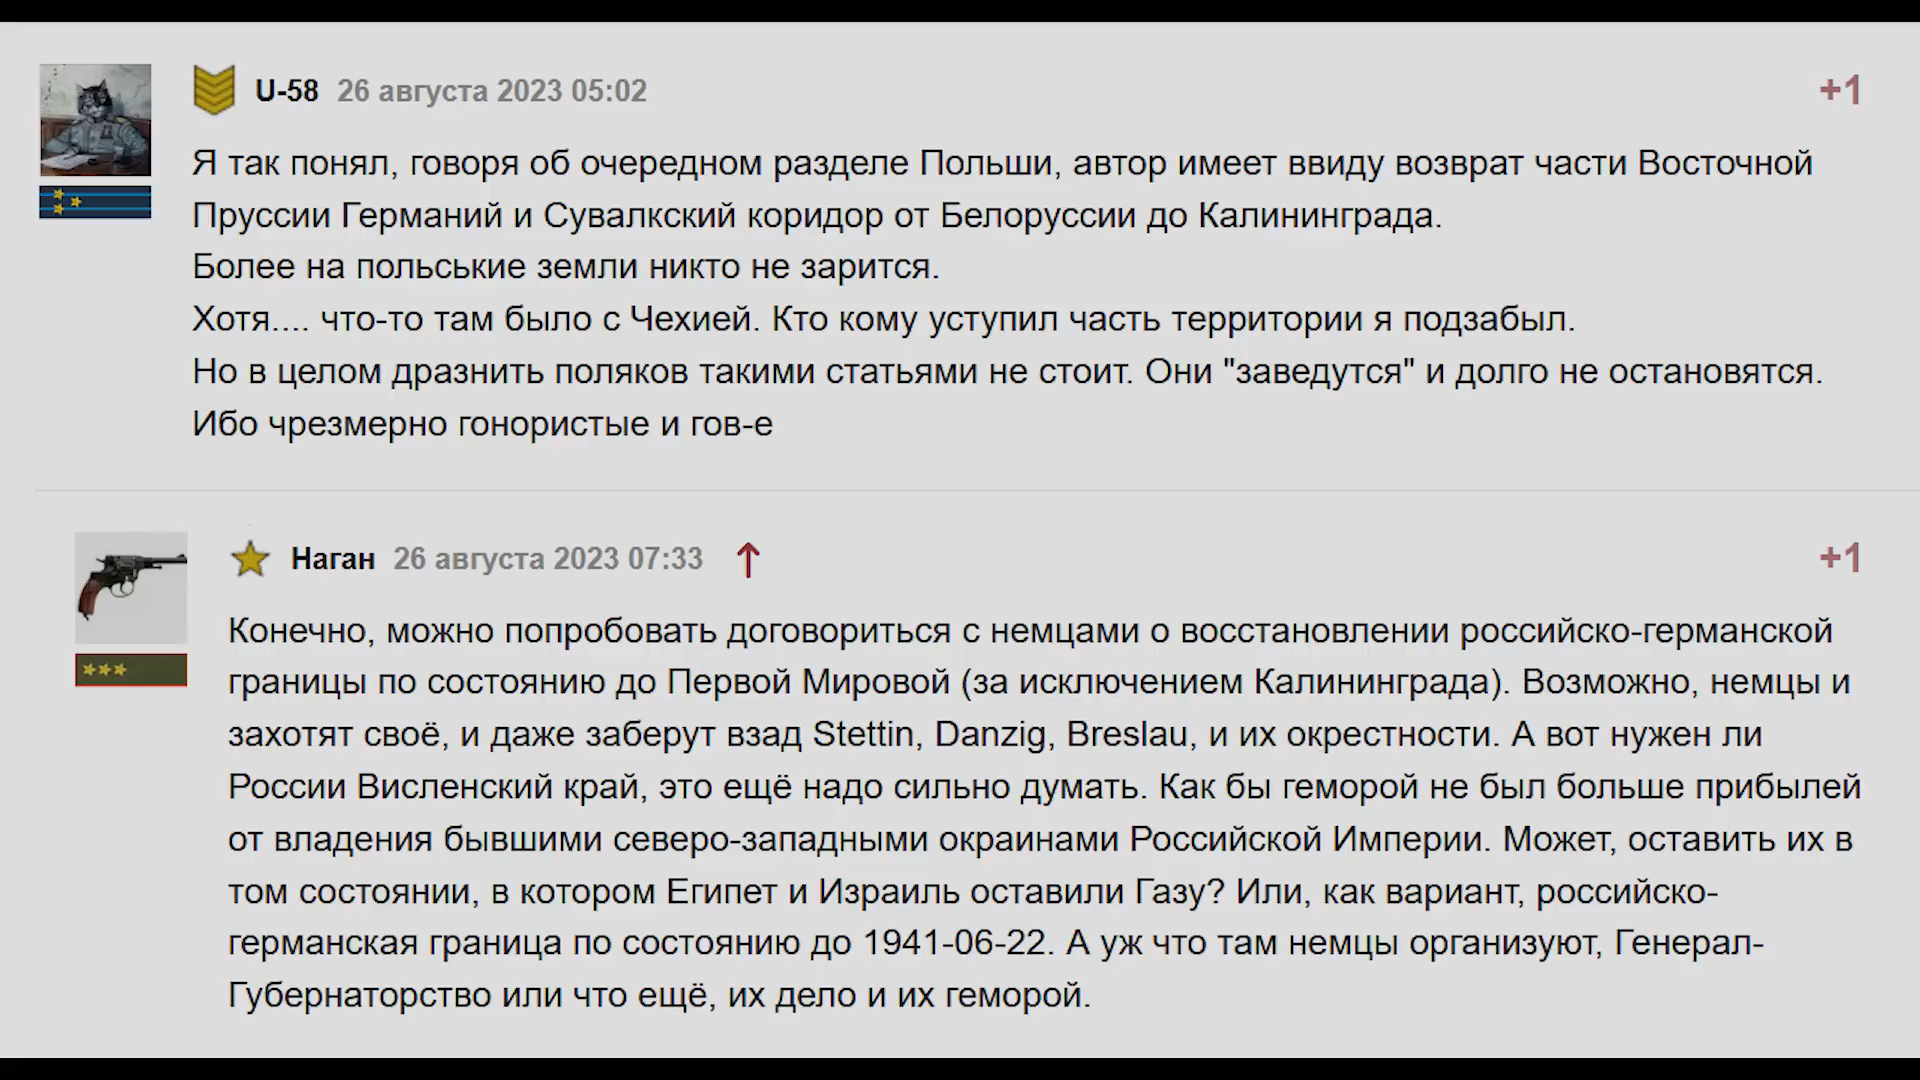 U-58 26 августа 2023 05:02 +1
Я так понял, говоря об очередном разделе Польши, автор имеет ввиду возврат части Восточной
Пруссии Германий и Сувалкский коридор от Белоруссии до Калининграда.
Более на польськие земли никто не зарится.
Хотя.... что-то там было с Чехией. Кто кому уступил часть территории я подзабыл.
Но в целом дразнить поляков такими статьями не стоит. Они "заведутся" и долго не остановятся.
Ибо чрезмерно гонористые и гов-е
Наган 26 августа 2023 07:33 ↑ +1
Конечно, можно попробовать договориться с немцами о восстановлении российско-германской
границы по состоянию до Первой Мировой (за исключением Калининграда). Возможно, немцы и
захотят своё, и даже заберут взад Stettin, Danzig, Breslau, и их окрестности. А вот нужен ли
России Висленский край, это ещё надо сильно думать. Как бы геморой не был больше прибылей
от владения бывшими северо-западными окраинами Российской Империи. Может, оставить их в
том состоянии, в котором Египет и Израиль оставили Газу? Или, как вариант, российско-
германская граница по состоянию до 1941-06-22. А уж что там немцы организуют, Генерал-
Губернаторство или что ещё, их дело и их геморой.